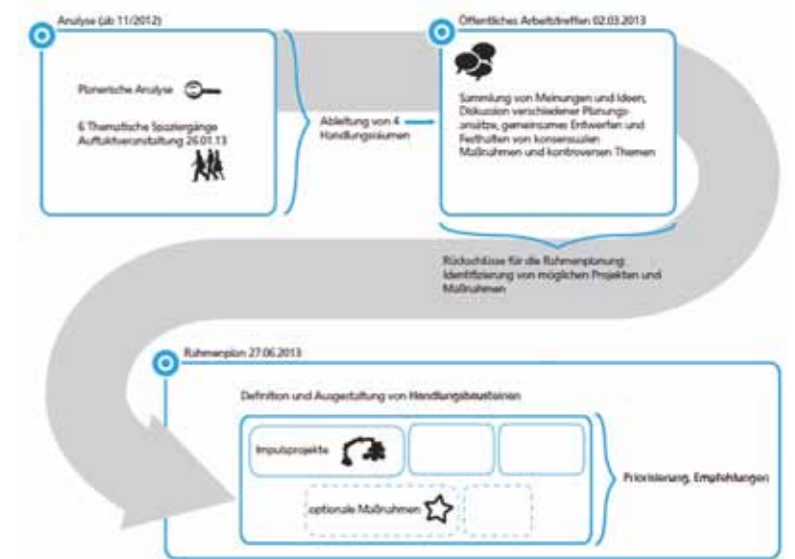 Analyse (ab 11/2012)
Planerische Analyse
6 Thematische Spaziergänge
Auftaktveranstaltung 26.01.13
Ableitung von 4
Handlungsräumen
Öffentliches Arbeitstreffen 02.03.2013
Sammlung von Meinungen und Ideen,
Diskussion verschiedener Planungs-
ansätze, gemeinsames Entwerfen und
Festhalten von konsensualen
Maßnahmen und kontroversen Themen
Rückschlüsse für die Rahmenplanung:
Identifizierung von möglichen Projekten und
Maßnahmen
Rahmenplan 27.06.2013
Definition und Ausgestaltung von Handlungsbausteinen
Impulsprojekte
optionale Maßnahmen
Priorisierung, Empfehlungen